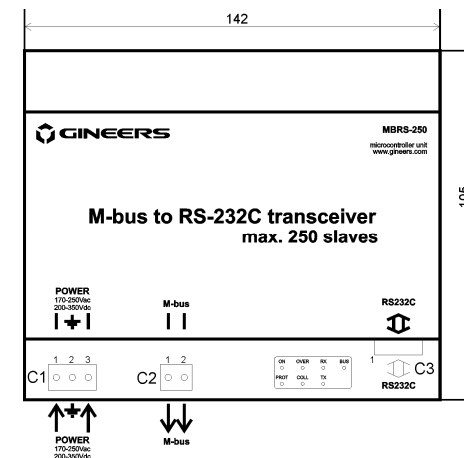 142
GINEERS
MBRS-250
microcontroller unit
www.gineers.com
M-bus to RS-232C transceiver
max. 250 slaves
POWER
170-250Vac
200-350Vdc
M-bus
RS232C
1 2 3
1 2
ON OVER RX BUS
PROT COLL TX
1
C1
C2
C3
RS232C
POWER
170-250Vac
200-350Vdc
M-bus